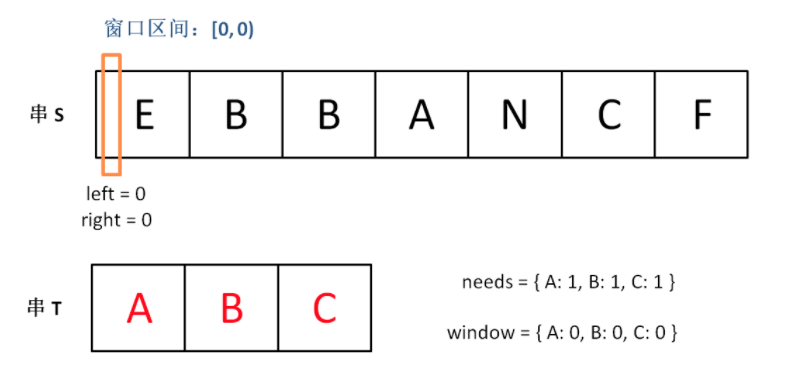 窗口区间：[0,0)
串 S E B B A N C F
left = 0
right = 0
串 T A B C
needs = { A: 1, B: 1, C: 1 }
window = { A: 0, B: 0, C: 0 }